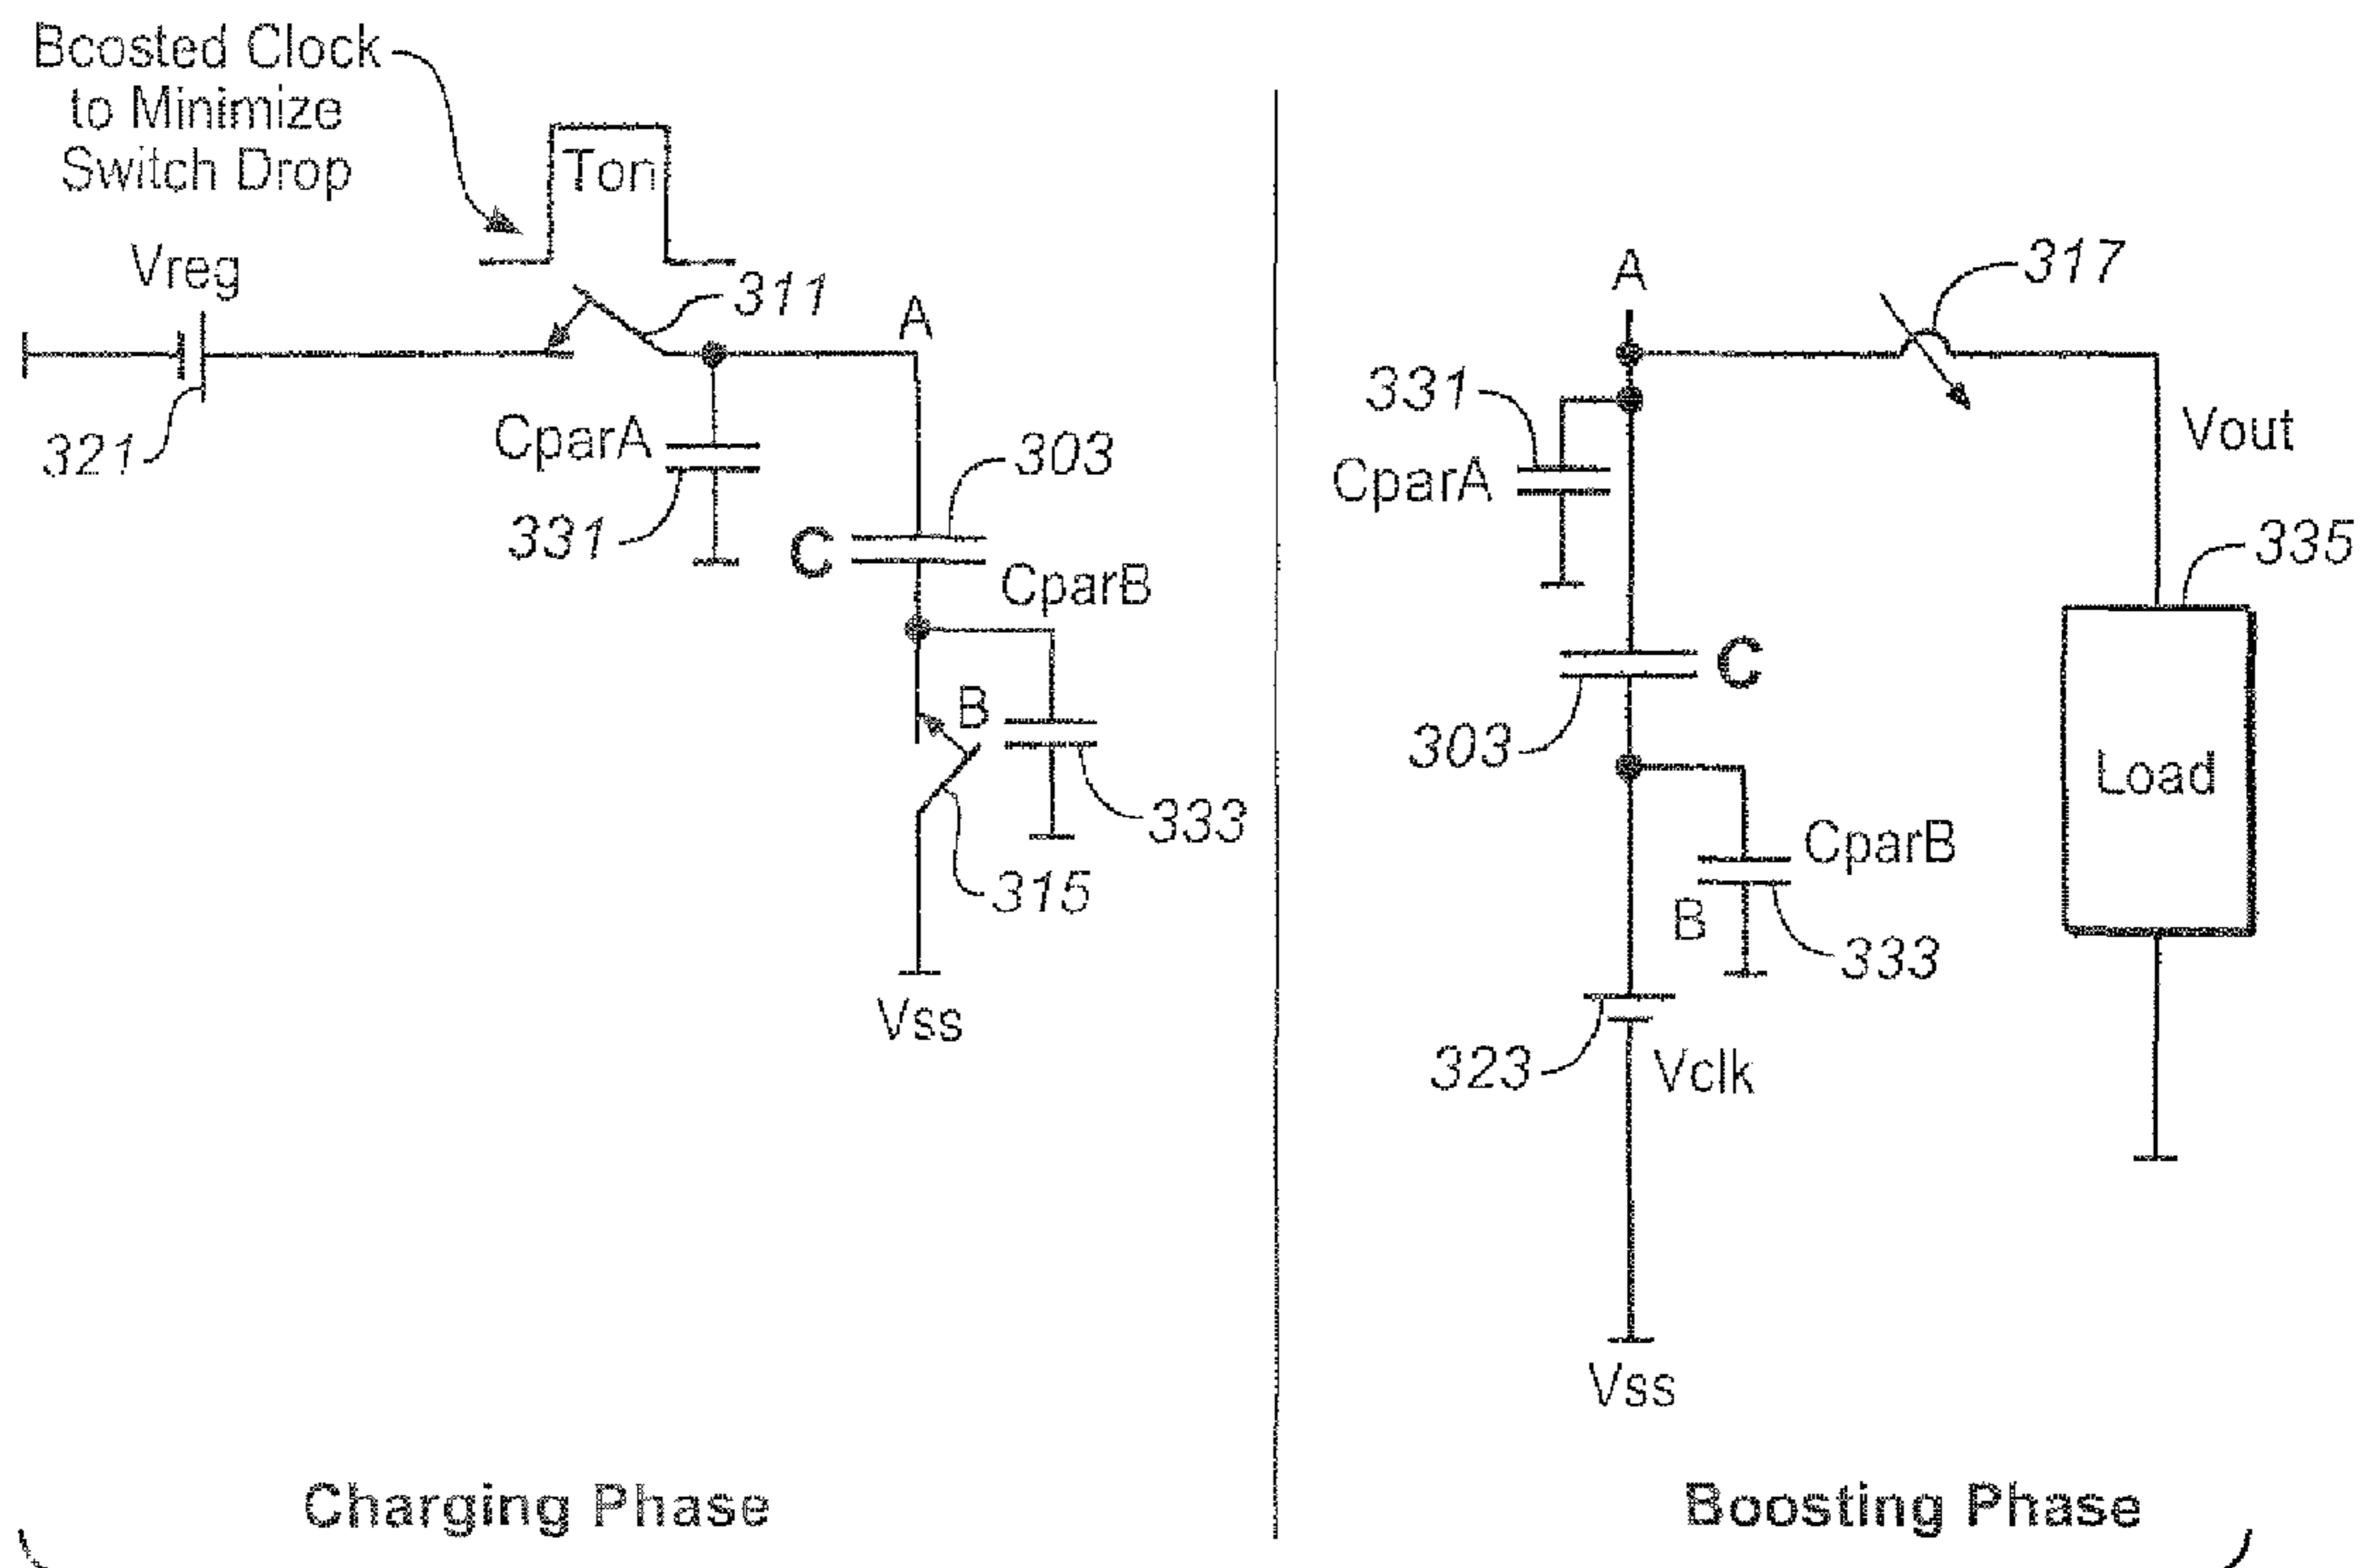 Bcosted Clock
to Minimize
Switch Drop
Ton
Vreg
311
A
321
CparA
331
303
C
CparB
B
333
315
Vss
Charging Phase
A
317
331
CparA
Vout
335
C
303
Load
CparB
B
333
323
Vclk
Vss
Boosting Phase